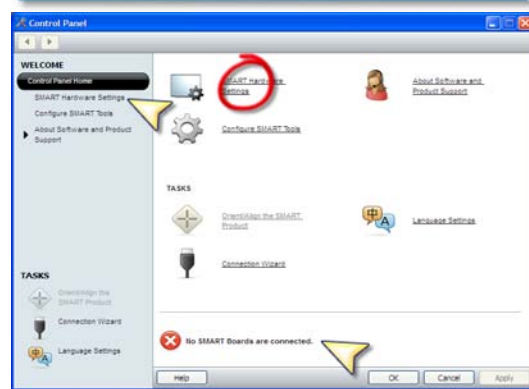 Control Panel
WELCOME
Control Panel Home
SMART Hardware Settings
Configure SMART Tools
About Software and Product
Support
TASKS
Orient/Align the
SMART Product
Connection Wizard
Language Settings
SMART Hardware
Settings
About Software and
Product Support
Configure SMART Tools
TASKS
Orient/Align the SMART
Product
Language Settings
Connection Wizard
No SMART Boards are connected.
Help
OK
Cancel
Apply